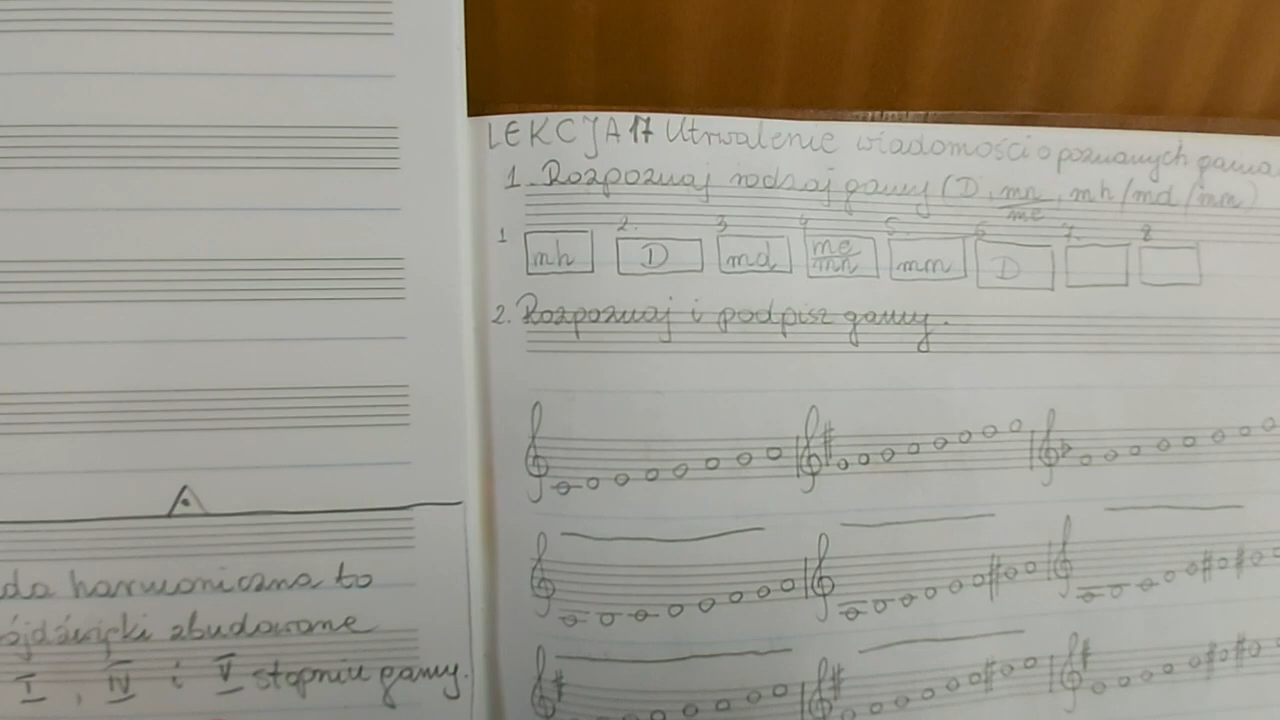 da harmoniczna to
ójdźwięki zbudowane
I, IV i V stopniu gamy.
LEKCJA 17 Utrwalenie wiadomości o poznanych gama
1. Rozpoznaj rodzaj gamy (D, mn/me, mh/md/mm)
1 2. 3 4 5. 6 7. 8
mh D md me/mn mm D
2. Rozpoznaj i podpisz gamy.